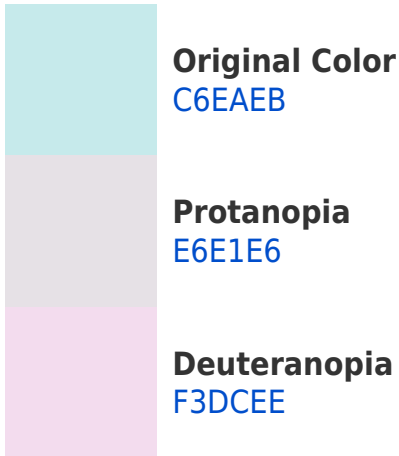 Original Color
C6EAEB
Protanopia
E6E1E6
Deuteranopia
F3DCEE